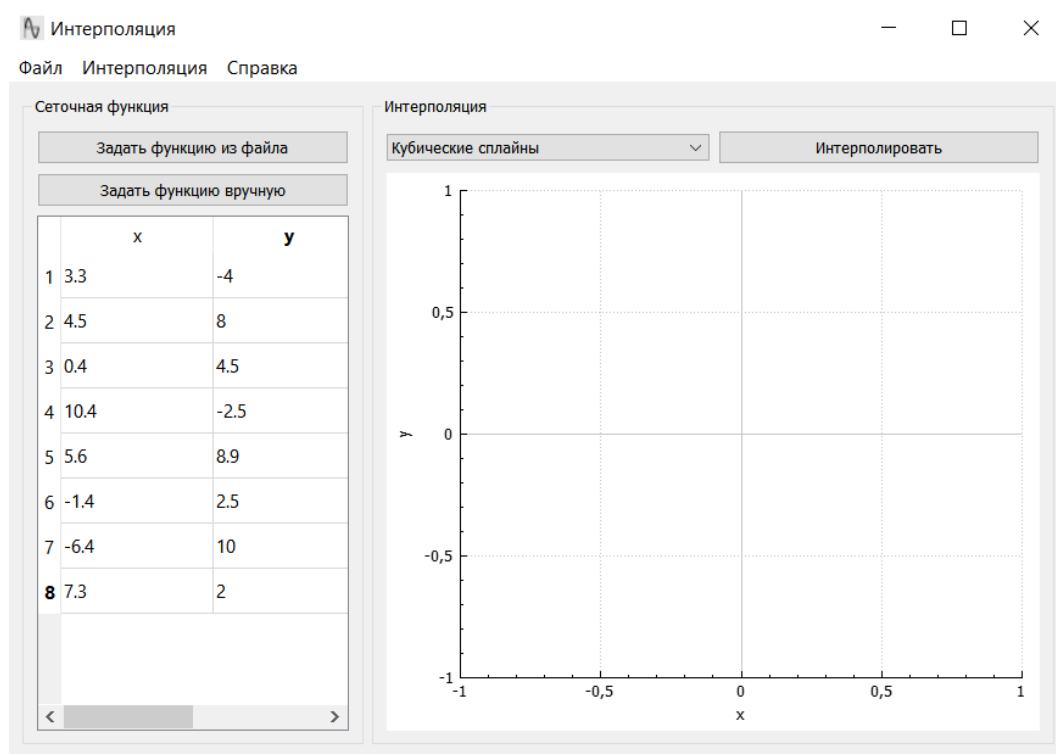 Интерполяция
Файл Интерполяция Справка
Сеточная функция
Задать функцию из файла
Задать функцию вручную
x y
1 3.3 -4
2 4.5 8
3 0.4 4.5
4 10.4 -2.5
5 5.6 8.9
6 -1.4 2.5
7 -6.4 10
8 7.3 2
Интерполяция
Кубические сплайны Интерполировать
1
0,5
y 0
-0,5
-1
-1 -0,5 0 0,5 1
x